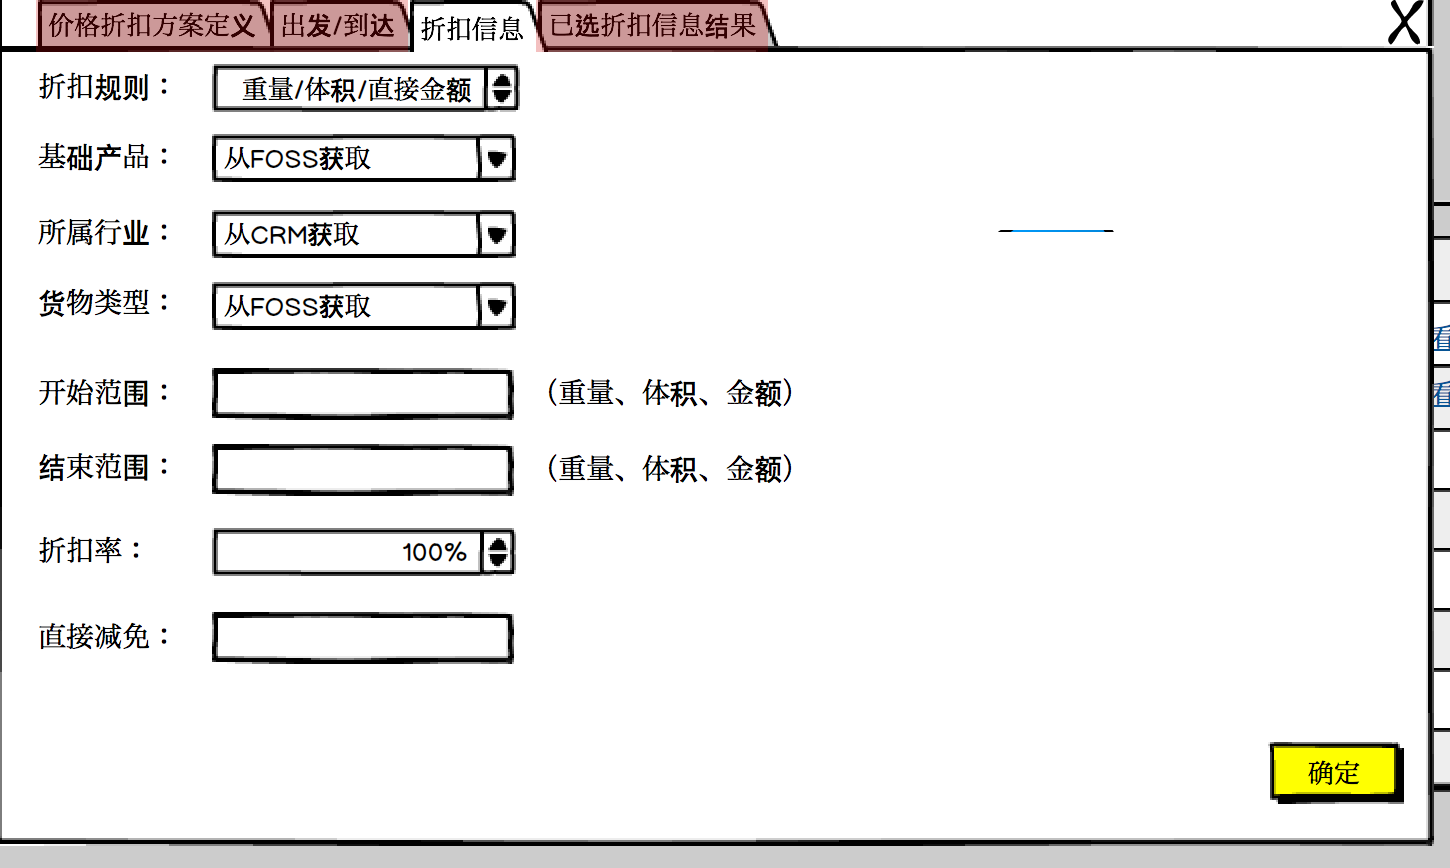 价格折扣方案定义 出发/到达 折扣信息 已选折扣信息结果 X
折扣规则： 重量/体积/直接金额
基础产品： 从FOSS获取
所属行业： 从CRM获取
货物类型： 从FOSS获取
看
开始范围： （重量、体积、金额）
看
结束范围： （重量、体积、金额）
折扣率： 100%
直接减免：
确定